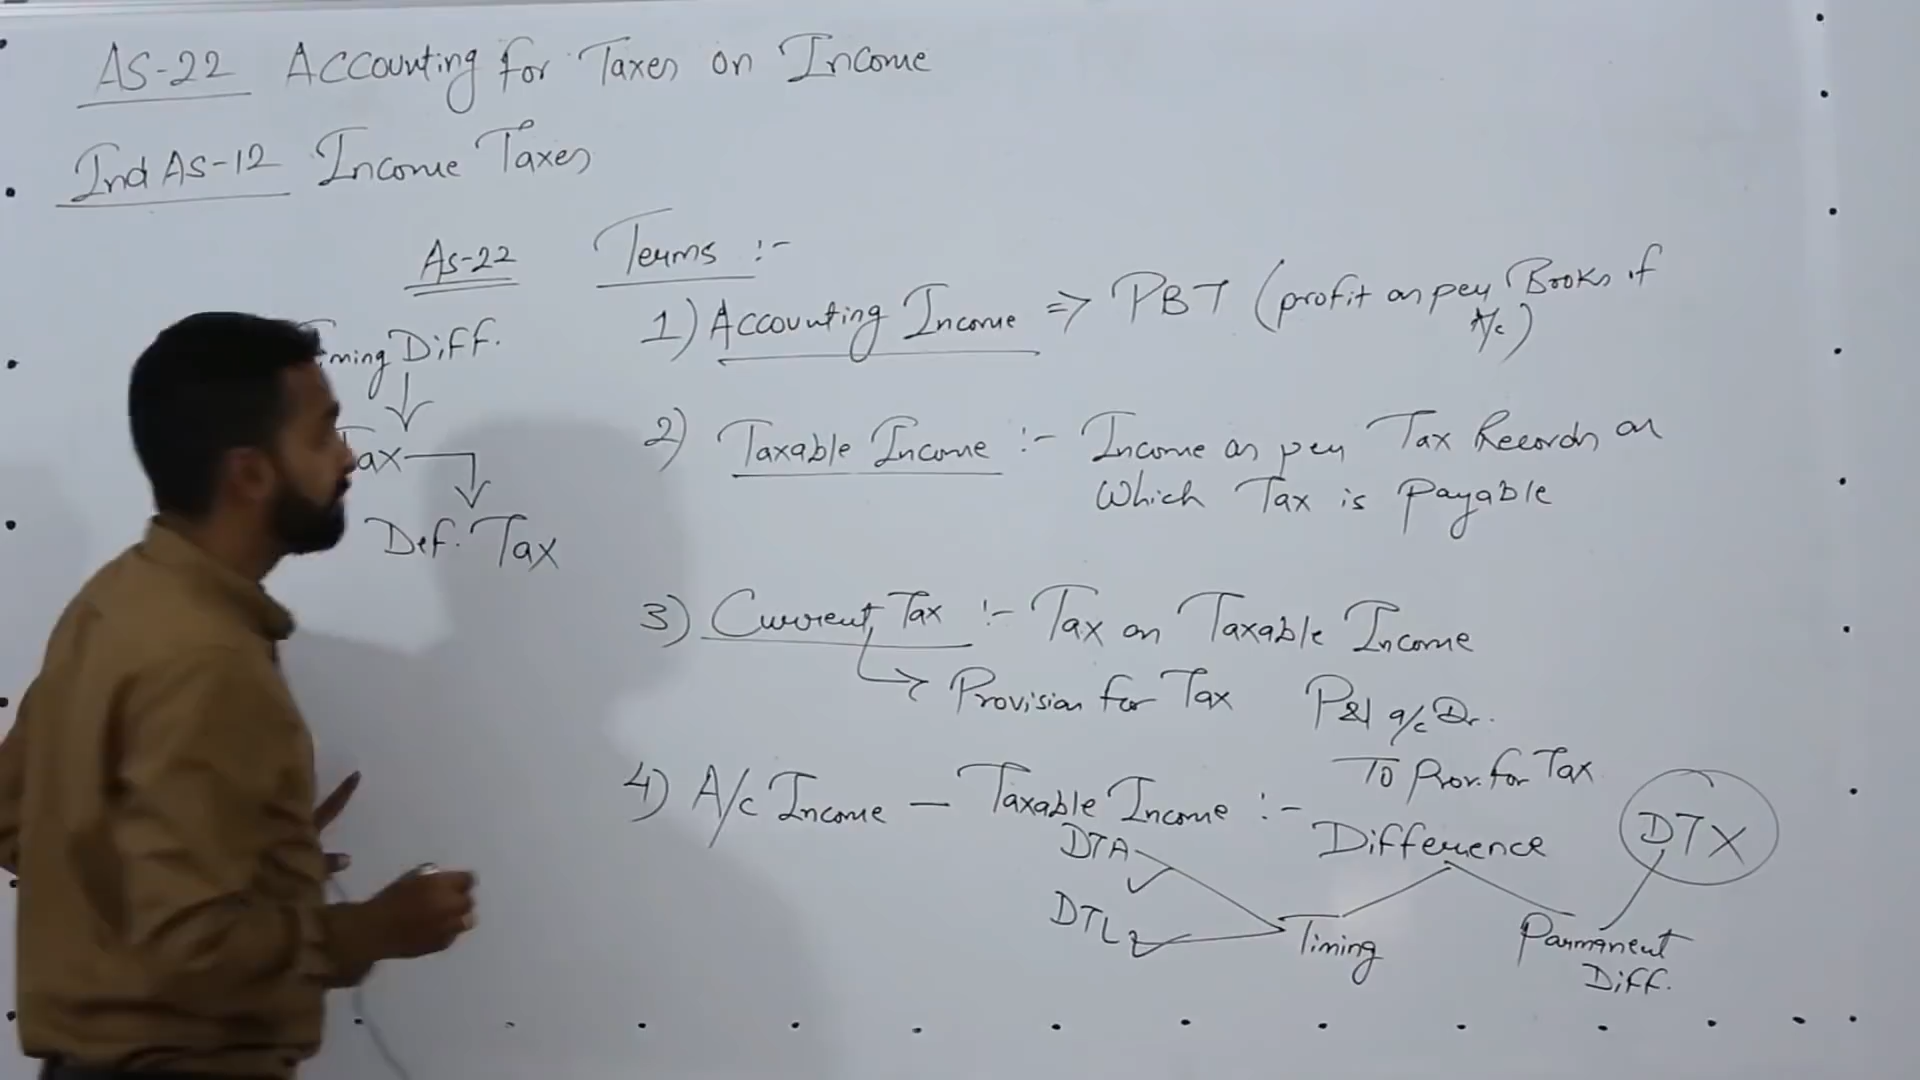 AS-22 Accounting for Taxes on Income
Ind AS-12 Income Taxes
As-22
ming Diff.
Tax
Def. Tax
Terms :-
1) Accounting Income => PBT (profit as per Books of
A/c)
2) Taxable Income :- Income as per Tax Records on
Which Tax is Payable
3) Current Tax :- Tax on Taxable Income
Provision for Tax P&L a/c Dr.
To Prov. for Tax
4) A/c Income — Taxable Income :-
Difference
DTX
DTA
DTL
Timing
Parmanent
Diff.